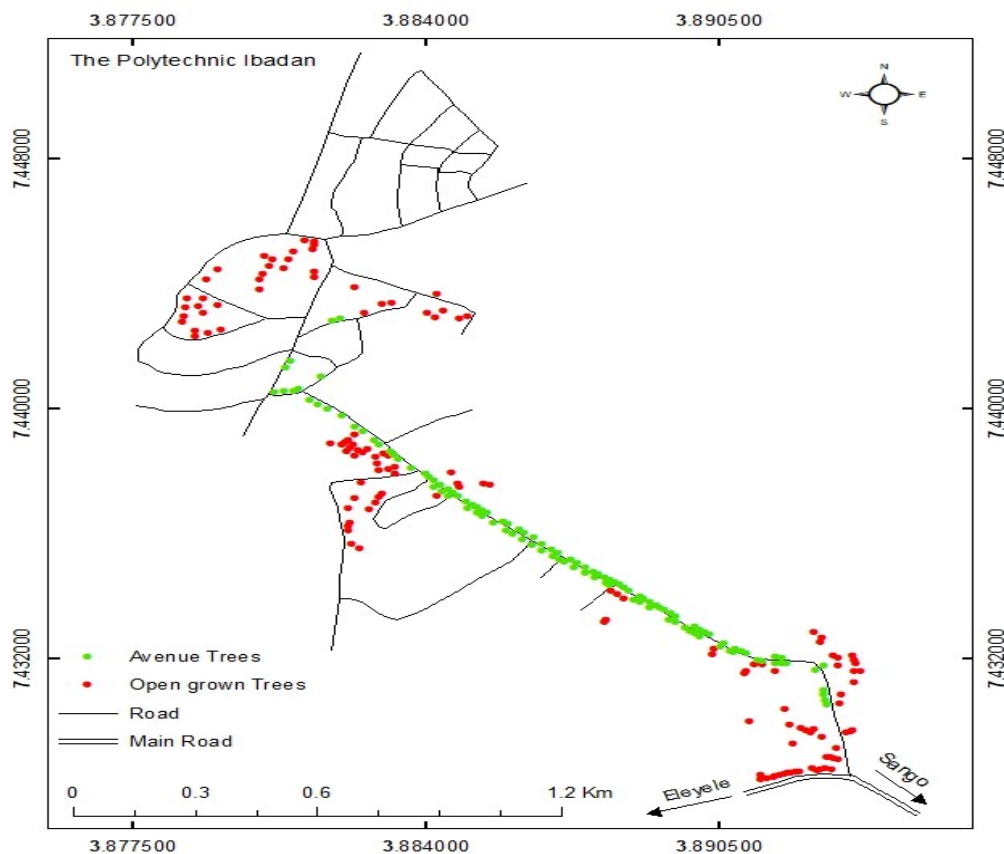 3.877500 3.884000 3.890500
The Polytechnic Ibadan
N
W E
S
7.448000 7.448000
7.440000 7.440000
7.432000 7.432000
Avenue Trees
Open grown Trees
Road
Main Road
Sango
Eleyele
0 0.3 0.6 1.2 Km
3.877500 3.884000 3.890500